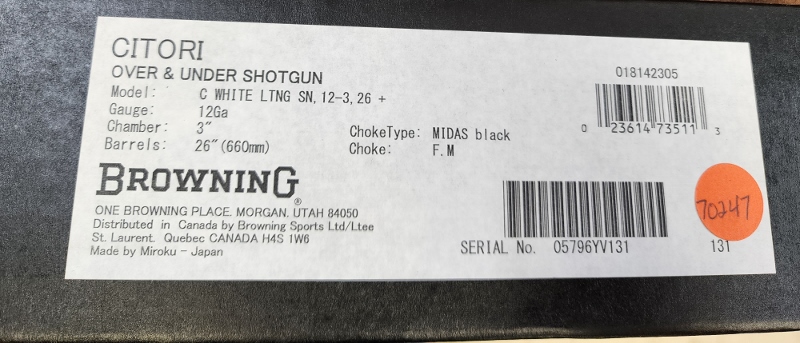 CITORI
OVER & UNDER SHOTGUN
Model: C WHITE LTNG SN, 12-3, 26 +
Gauge: 12Ga
Chamber: 3"
Barrels: 26"(660mm)
ChokeType: MIDAS black
Choke: F.M
018142305
0 23614 73511 3
BROWNING®
ONE BROWNING PLACE. MORGAN. UTAH 84050
Distributed in Canada by Browning Sports Ltd/Ltee
St. Laurent. Quebec CANADA H4S 1W6
Made by Miroku - Japan
SERIAL No. 05796YV131
131
70247